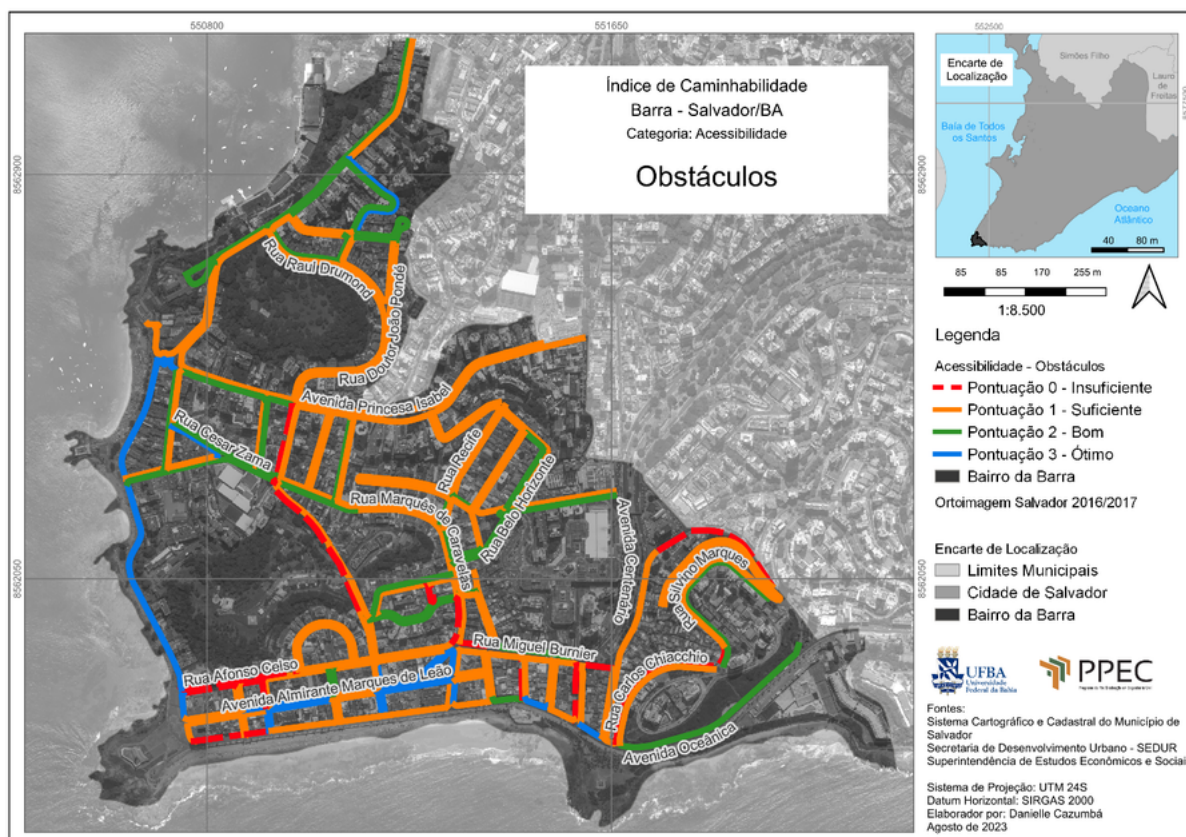 550800
551650
8562900
8562050
Índice de Caminhabilidade
Barra - Salvador/BA
Categoria: Acessibilidade
Obstáculos
Rua Raul Drumond
Rua Doutor João Pondé
Avenida Princesa Isabel
Rua Cesar Zama
Rua Recife
Rua Belo Horizonte
Rua Marquês de Caravelas
Avenida Centenário
Rua Silvino Marques
Rua Miguel Burnier
Rua Carlos Chiacchio
Rua Afonso Celso
Avenida Almirante Marques de Leão
Avenida Oceânica
552500
8577500
Encarte de
Localização
Simões Filho
Lauro
de
Freitas
Baía de Todos
os Santos
Oceano
Atlântico
40 80 m
85 85 170 255 m
1:8.500
Legenda
Acessibilidade - Obstáculos
Pontuação 0 - Insuficiente
Pontuação 1 - Suficiente
Pontuação 2 - Bom
Pontuação 3 - Ótimo
Bairro da Barra
Ortoimagem Salvador 2016/2017
Encarte de Localização
Limites Municipais
Cidade de Salvador
Bairro da Barra
UFBA
Universidade
Federal da Bahia
PPEC
Fontes:
Sistema Cartográfico e Cadastral do Município de
Salvador
Secretaria de Desenvolvimento Urbano - SEDUR
Superintendência de Estudos Econômicos e Sociai
Sistema de Projeção: UTM 24S
Datum Horizontal: SIRGAS 2000
Elaborador por: Danielle Cazumbá
Agosto de 2023